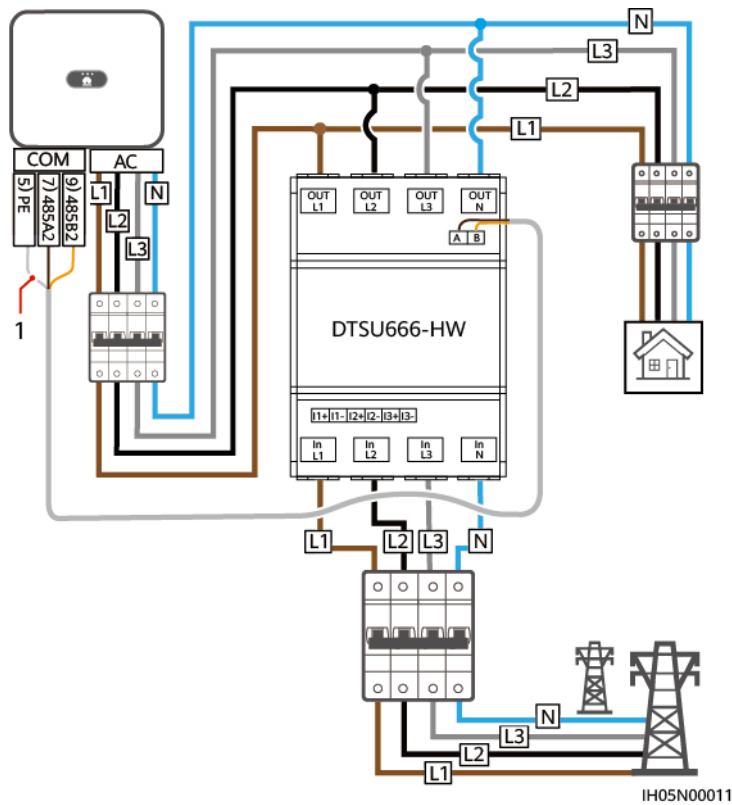 N
L3
L2
L1
COM
AC
5) PE
7) 485A2
9) 485B2
L1
L2
L3
N
1
OUT L1
OUT L2
OUT L3
OUT N
A B
DTSU666-HW
I1+ I1- I2+ I2- I3+ I3-
In L1
In L2
In L3
In N
L1
L2
L3
N
N
L3
L2
L1
IH05N00011